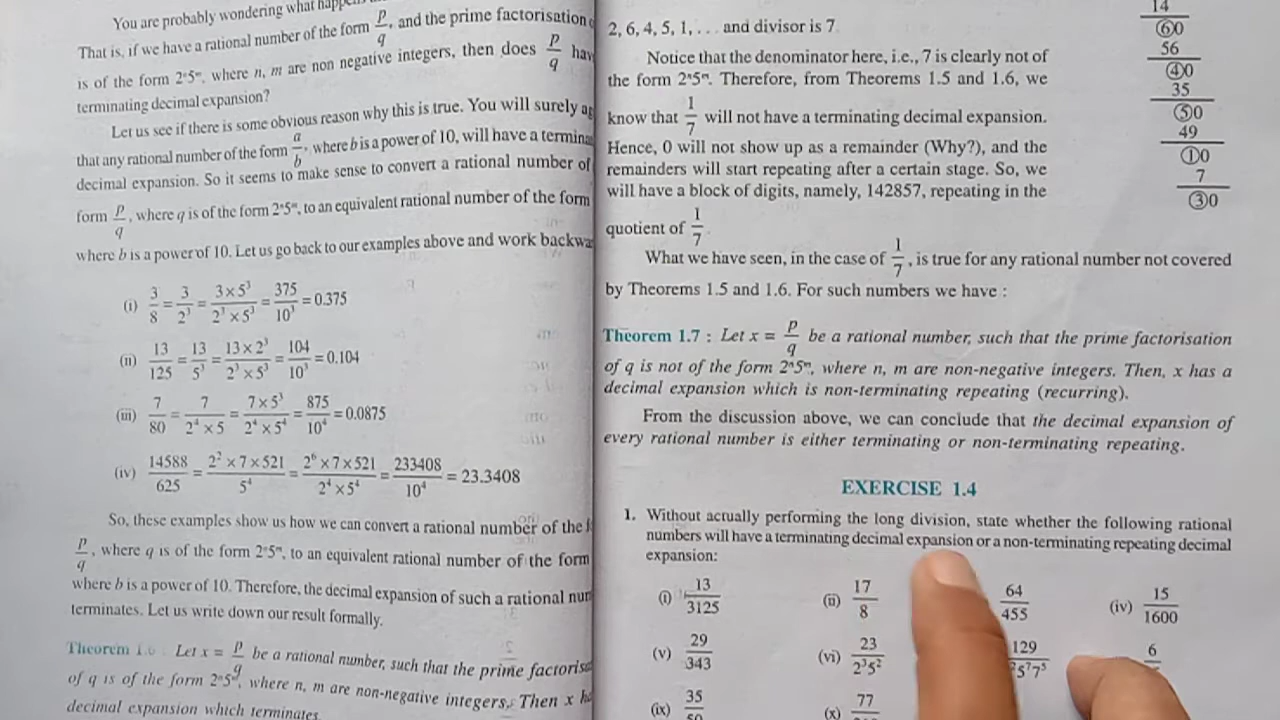 You are probably wondering what
That is, if we have a rational number of the form p/q, and the prime factorisation
is of the form 2ⁿ5ᵐ, where n, m are non negative integers, then does p/q
terminating decimal expansion?
Let us see if there is some obvious reason why this is true. You will surely
that any rational number of the form a/b, where b is a power of 10, will have a
decimal expansion. So it seems to make sense to convert a rational number of
form p/q, where q is of the form 2ⁿ5ᵐ, to an equivalent rational number of the form
where b is a power of 10. Let us go back to our examples above and work
(i) 3/8 = 3/2³ = 3×5³/2³×5³ = 375/10³ = 0.375
(ii) 13/125 = 13/5³ = 13×2³/2³×5³ = 104/10³ = 0.104
(iii) 7/80 = 7/2⁴×5 = 7×5³/2⁴×5⁴ = 875/10⁴ = 0.0875
(iv) 14588/625 = 2²×7×521/5⁴ = 2⁶×7×521/2⁴×5⁴ = 233408/10⁴ = 23.3408
So, these examples show us how we can convert a rational number of the
p/q, where q is of the form 2ⁿ5ᵐ, to an equivalent rational number of the form
where b is a power of 10. Therefore, the decimal expansion of such a rational
terminates. Let us write down our result formally.
Theorem Let x = p/q be a rational number, such that the prime
of q is of the form 2ⁿ5ᵐ, where n, m are non-negative integers. Then x
decimal expansion which terminates
2, 6, 4, 5, 1, . . . and divisor is 7.
Notice that the denominator here, i.e., 7 is clearly not of
the form 2ⁿ5ᵐ. Therefore, from Theorems 1.5 and 1.6, we
know that 1/7 will not have a terminating decimal expansion.
Hence, 0 will not show up as a remainder (Why?), and the
remainders will start repeating after a certain stage. So, we
will have a block of digits, namely, 142857, repeating in the
quotient of 1/7.
14
60
56
40
35
50
49
10
7
30
What we have seen, in the case of 1/7, is true for any rational number not covered
by Theorems 1.5 and 1.6. For such numbers we have :
Theorem 1.7 : Let x = p/q be a rational number, such that the prime factorisation
of q is not of the form 2ⁿ5ᵐ, where n, m are non-negative integers. Then, x has a
decimal expansion which is non-terminating repeating (recurring).
From the discussion above, we can conclude that the decimal expansion of
every rational number is either terminating or non-terminating repeating.
EXERCISE 1.4
1. Without actually performing the long division, state whether the following rational
numbers will have a terminating decimal expansion or a non-terminating repeating decimal
expansion:
(i) 13/3125 (ii) 17/8 64/455 (iv) 15/1600
(v) 29/343 (vi) 23/2³5² 129/ 5⁷7⁵ 6
(ix) 35/50 (x) 77